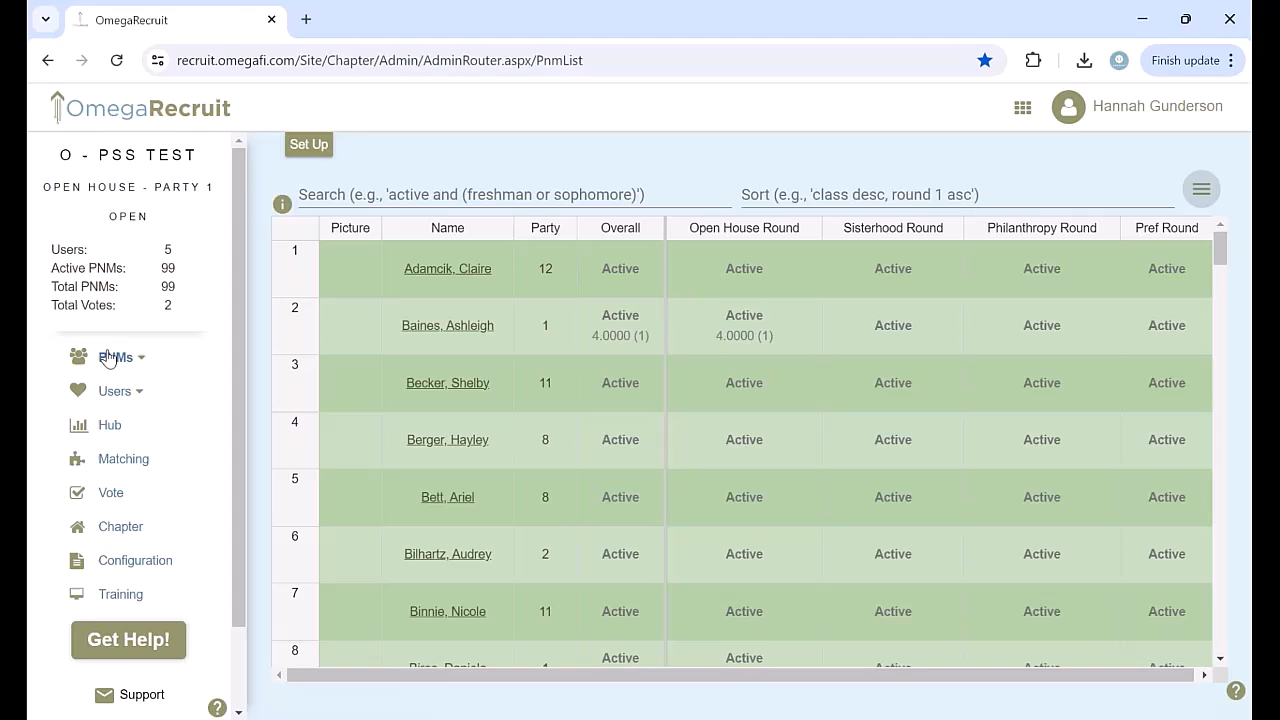 OmegaRecruit
recruit.omegafi.com/Site/Chapter/Admin/AdminRouter.aspx/PnmList
Finish update
OmegaRecruit
Hannah Gunderson
O - PSS TEST
OPEN HOUSE - PARTY 1
OPEN
Users: 5
Active PNMs: 99
Total PNMs: 99
Total Votes: 2
PNMs
Users
Hub
Matching
Vote
Chapter
Configuration
Training
Get Help!
Support
Set Up
Search (e.g., 'active and (freshman or sophomore)') Sort (e.g., 'class desc, round 1 asc')
Picture Name Party Overall Open House Round Sisterhood Round Philanthropy Round Pref Round
1 Adamcik, Claire 12 Active Active Active Active Active
2 Baines, Ashleigh 1 Active Active Active Active Active
4.0000 (1) 4.0000 (1)
3 Becker, Shelby 11 Active Active Active Active Active
4 Berger, Hayley 8 Active Active Active Active Active
5 Bett, Ariel 8 Active Active Active Active Active
6 Bilhartz, Audrey 2 Active Active Active Active Active
7 Binnie, Nicole 11 Active Active Active Active Active
8 Active Active